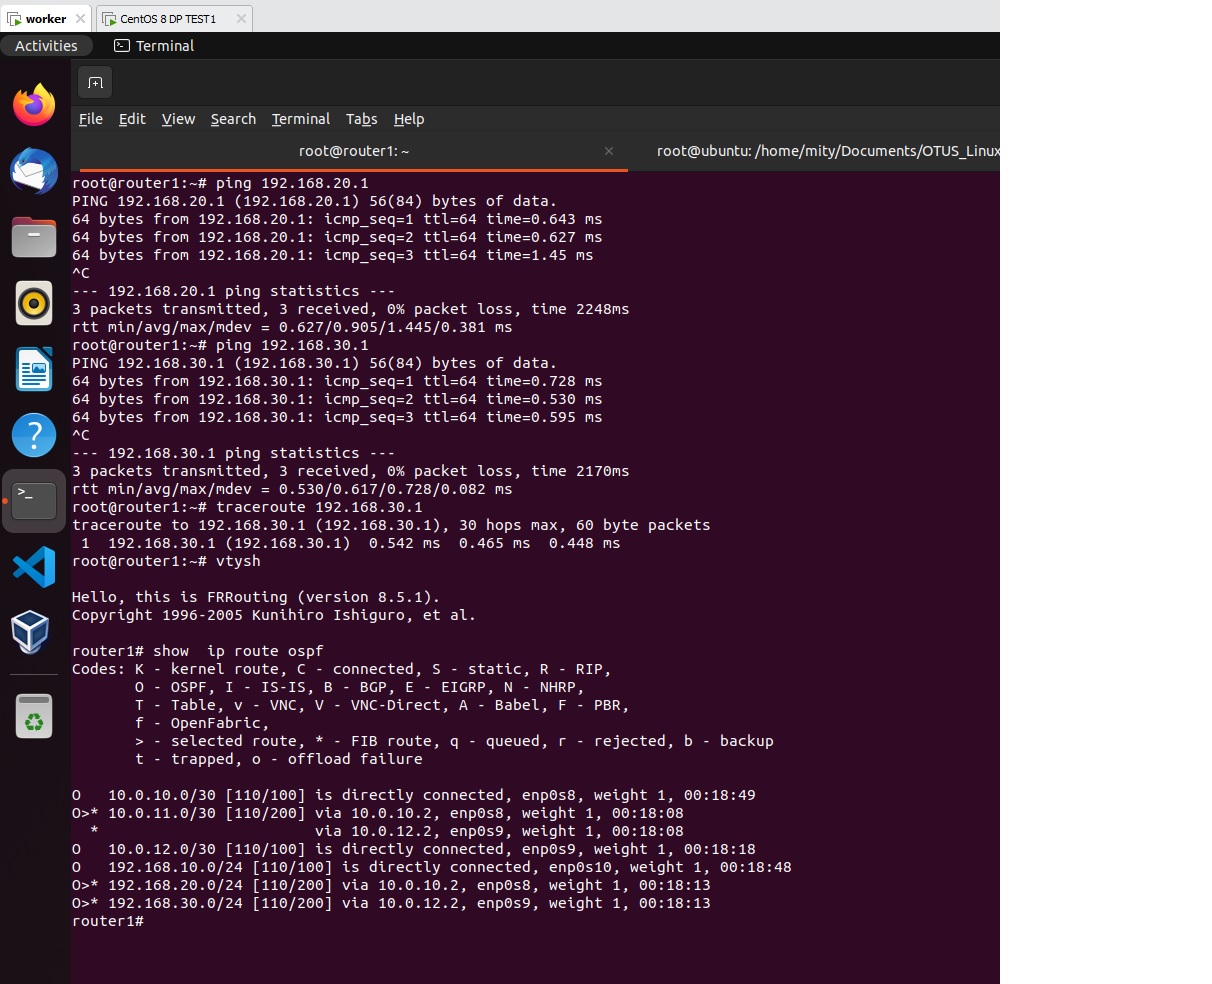 worker
CentOS 8 DP TEST1
Activities
Terminal
File Edit View Search Terminal Tabs Help
root@router1: ~
root@ubuntu: /home/mity/Documents/OTUS_Linux
root@router1:~# ping 192.168.20.1
PING 192.168.20.1 (192.168.20.1) 56(84) bytes of data.
64 bytes from 192.168.20.1: icmp_seq=1 ttl=64 time=0.643 ms
64 bytes from 192.168.20.1: icmp_seq=2 ttl=64 time=0.627 ms
64 bytes from 192.168.20.1: icmp_seq=3 ttl=64 time=1.45 ms
^C
--- 192.168.20.1 ping statistics ---
3 packets transmitted, 3 received, 0% packet loss, time 2248ms
rtt min/avg/max/mdev = 0.627/0.905/1.445/0.381 ms
root@router1:~# ping 192.168.30.1
PING 192.168.30.1 (192.168.30.1) 56(84) bytes of data.
64 bytes from 192.168.30.1: icmp_seq=1 ttl=64 time=0.728 ms
64 bytes from 192.168.30.1: icmp_seq=2 ttl=64 time=0.530 ms
64 bytes from 192.168.30.1: icmp_seq=3 ttl=64 time=0.595 ms
^C
--- 192.168.30.1 ping statistics ---
3 packets transmitted, 3 received, 0% packet loss, time 2170ms
rtt min/avg/max/mdev = 0.530/0.617/0.728/0.082 ms
root@router1:~# traceroute 192.168.30.1
traceroute to 192.168.30.1 (192.168.30.1), 30 hops max, 60 byte packets
 1  192.168.30.1 (192.168.30.1)  0.542 ms  0.465 ms  0.448 ms
root@router1:~# vtysh
Hello, this is FRRouting (version 8.5.1).
Copyright 1996-2005 Kunihiro Ishiguro, et al.
router1# show  ip route ospf
Codes: K - kernel route, C - connected, S - static, R - RIP,
       O - OSPF, I - IS-IS, B - BGP, E - EIGRP, N - NHRP,
       T - Table, v - VNC, V - VNC-Direct, A - Babel, F - PBR,
       f - OpenFabric,
       > - selected route, * - FIB route, q - queued, r - rejected, b - backup
       t - trapped, o - offload failure
O   10.0.10.0/30 [110/100] is directly connected, enp0s8, weight 1, 00:18:49
O>* 10.0.11.0/30 [110/200] via 10.0.10.2, enp0s8, weight 1, 00:18:08
  *                        via 10.0.12.2, enp0s9, weight 1, 00:18:08
O   10.0.12.0/30 [110/100] is directly connected, enp0s9, weight 1, 00:18:18
O   192.168.10.0/24 [110/100] is directly connected, enp0s10, weight 1, 00:18:48
O>* 192.168.20.0/24 [110/200] via 10.0.10.2, enp0s8, weight 1, 00:18:13
O>* 192.168.30.0/24 [110/200] via 10.0.12.2, enp0s9, weight 1, 00:18:13
router1#